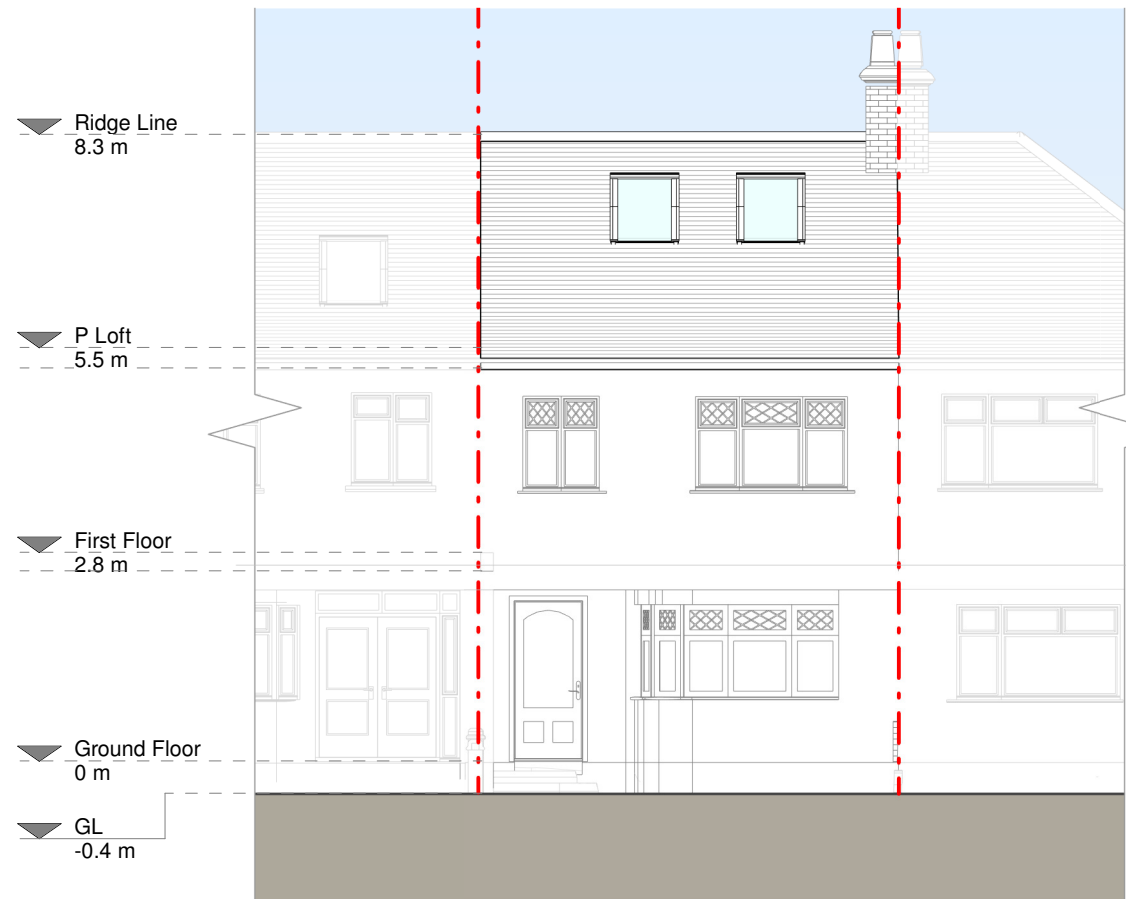 Ridge Line
8.3 m
P Loft
5.5 m
First Floor
2.8 m
Ground Floor
0 m
GL
-0.4 m